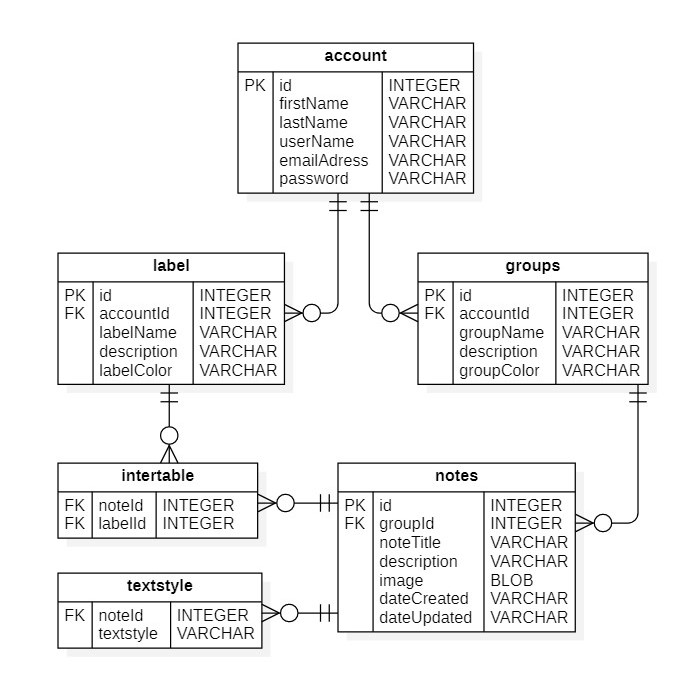 account
PK id INTEGER
firstName VARCHAR
lastName VARCHAR
userName VARCHAR
emailAdress VARCHAR
password VARCHAR
label
PK id INTEGER
FK accountId INTEGER
labelName VARCHAR
description VARCHAR
labelColor VARCHAR
groups
PK id INTEGER
FK accountId INTEGER
groupName VARCHAR
description VARCHAR
groupColor VARCHAR
intertable
FK noteId INTEGER
FK labelId INTEGER
notes
PK id INTEGER
FK groupId INTEGER
noteTitle VARCHAR
description VARCHAR
image BLOB
dateCreated VARCHAR
dateUpdated VARCHAR
textstyle
FK noteId INTEGER
textstyle VARCHAR